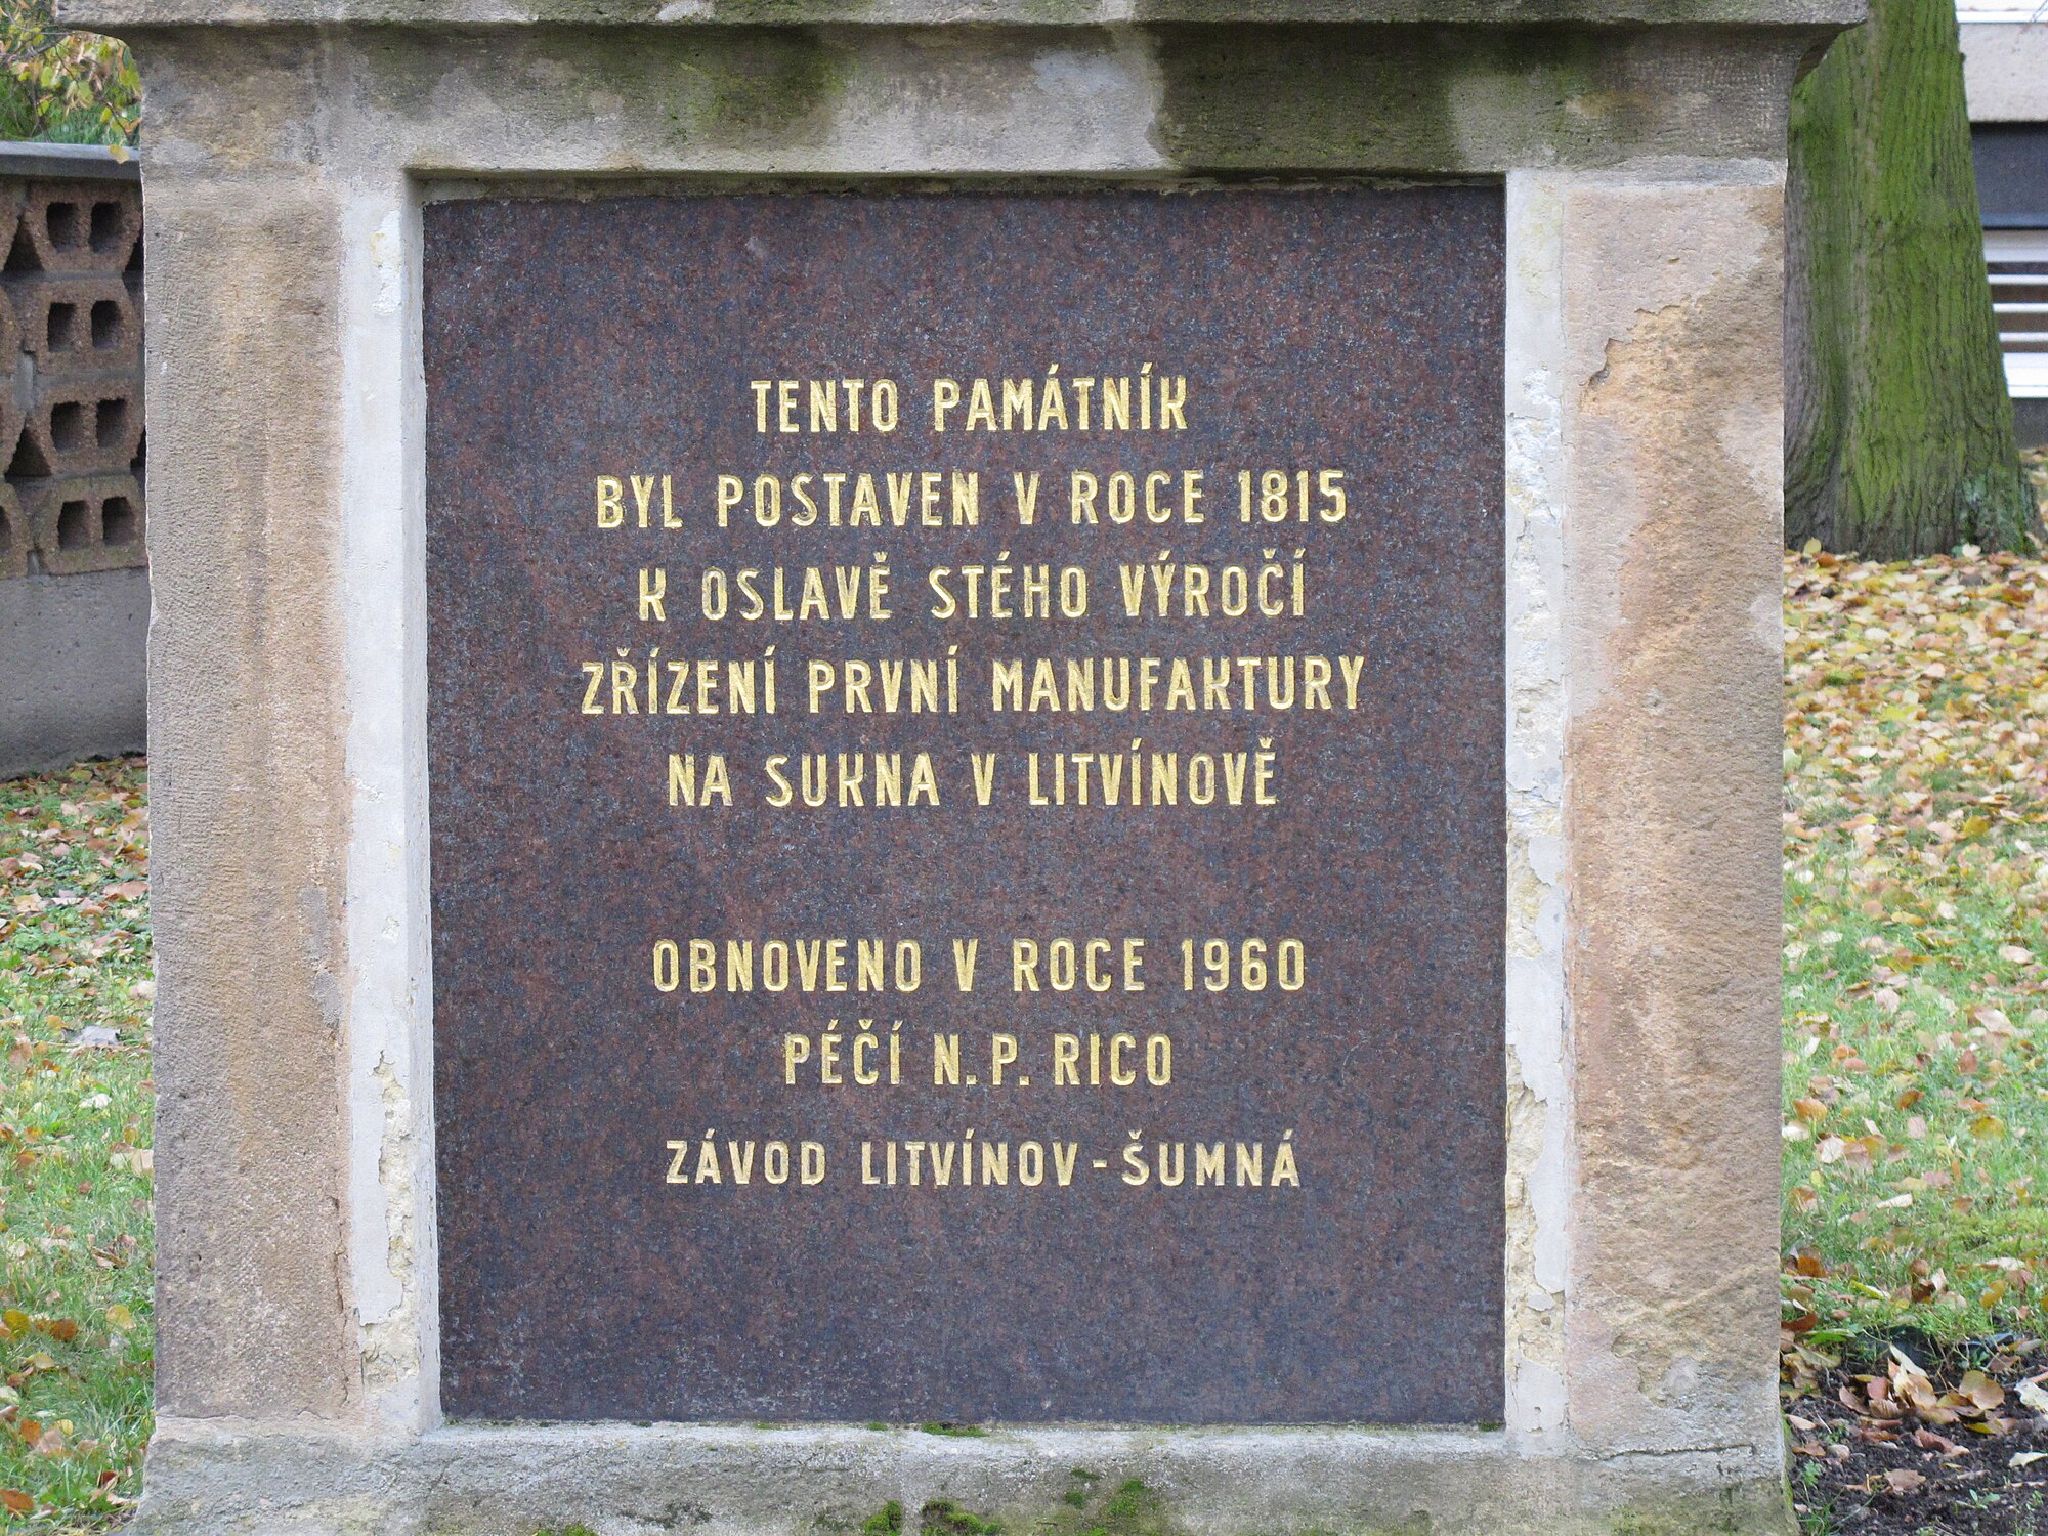 TENTO PAMÁTNÍK
BYL POSTAVEN V ROCE 1815
K OSLAVĚ STÉHO VÝROČÍ
ZŘÍZENÍ PRVNÍ MANUFAKTURY
NA SUKNA V LITVÍNOVĚ
OBNOVENO V ROCE 1960
PÉČÍ N.P. RICO
ZÁVOD LITVÍNOV-ŠUMNÁ